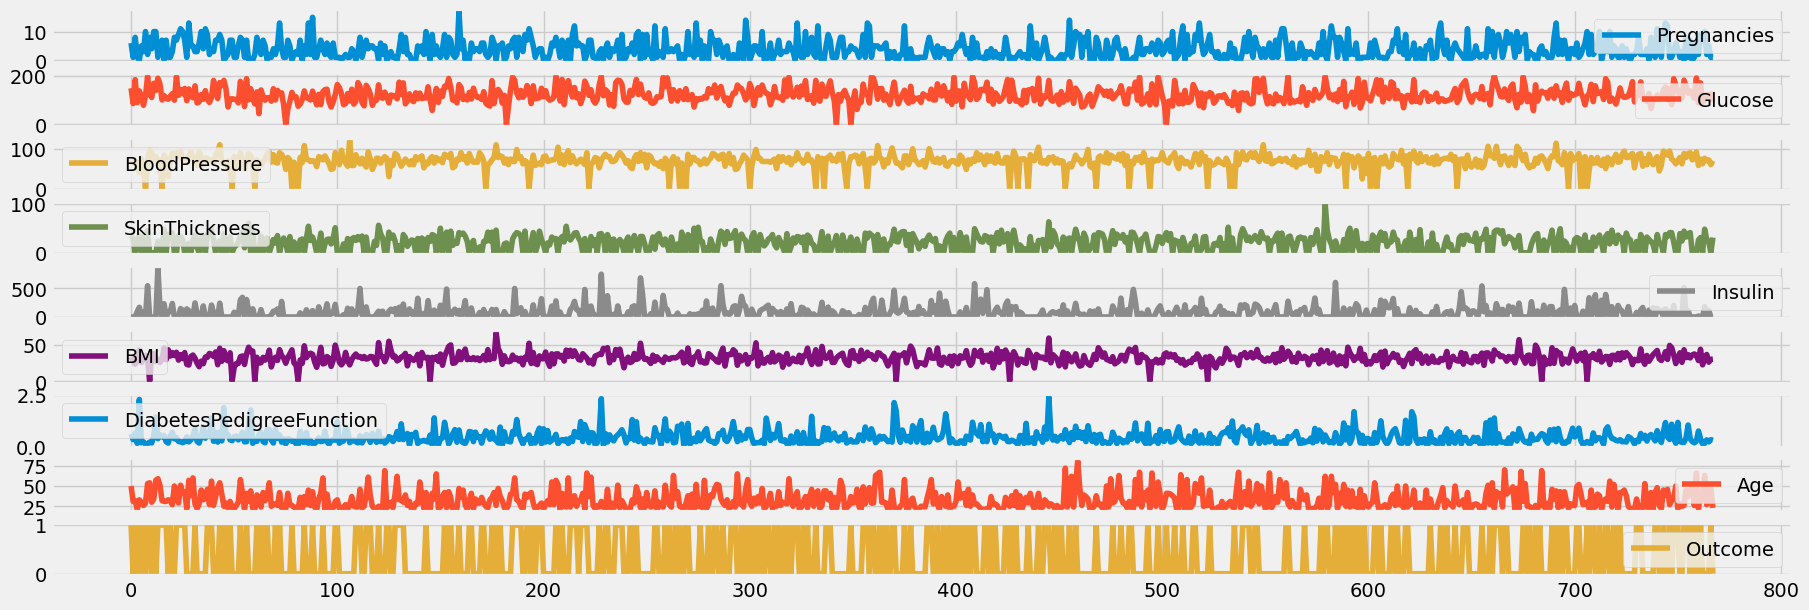 10
0
Pregnancies
200
0
Glucose
100
0
BloodPressure
100
0
SkinThickness
500
0
Insulin
50
0
BMI
2.5
0.0
DiabetesPedigreeFunction
75
50
25
Age
1
0
Outcome
0 100 200 300 400 500 600 700 800